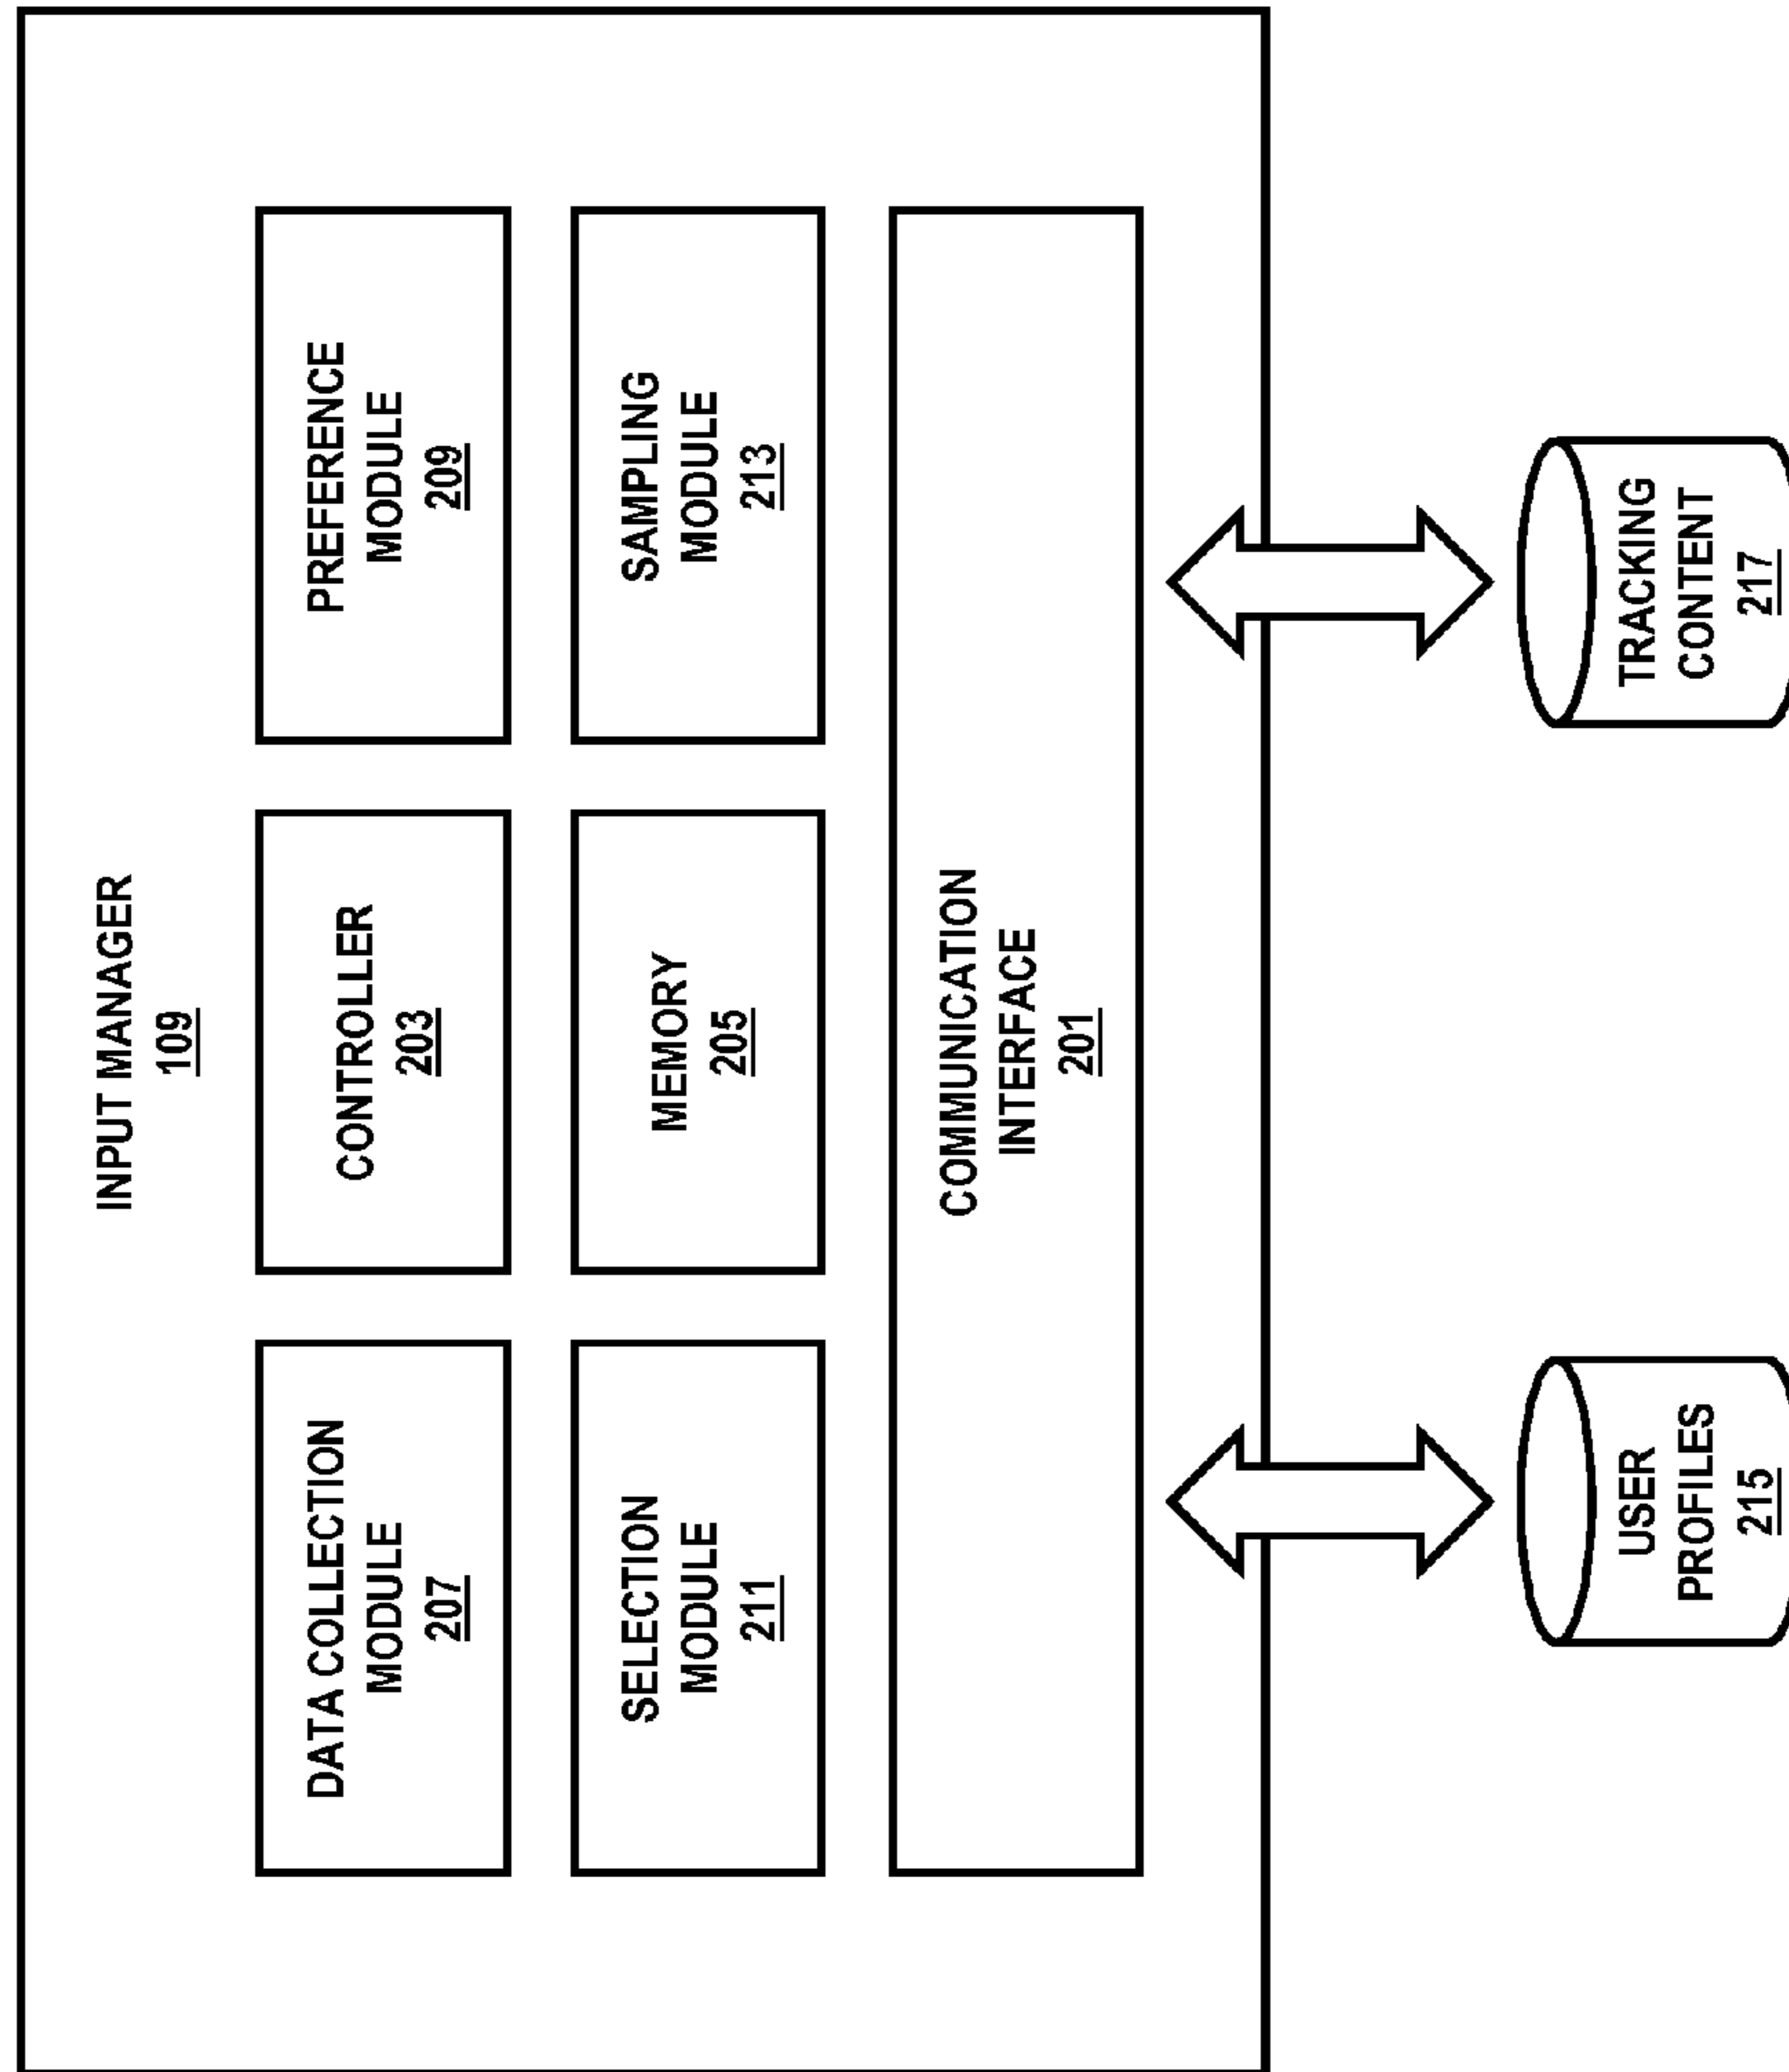 INPUT MANAGER
109
DATA COLLECTION
MODULE
207
CONTROLLER
203
PREFERENCE
MODULE
209
SELECTION
MODULE
211
MEMORY
205
SAMPLING
MODULE
213
COMMUNICATION
INTERFACE
201
USER
PROFILES
215
TRACKING
CONTENT
217